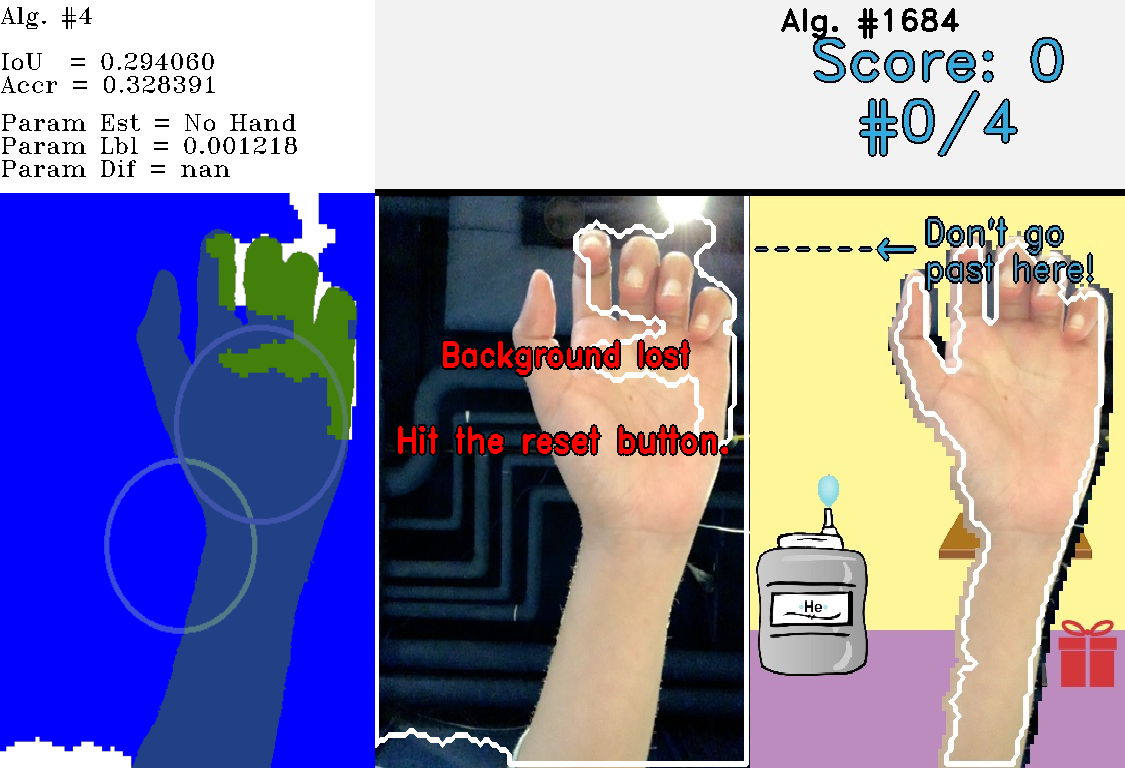 Alg. #4
IoU = 0.294060
Accr = 0.328391
Param Est = No Hand
Param Lbl = 0.001218
Param Dif = nan
Alg. #1684
Score: 0
#0/4
Don't go
past here!
Background lost
Hit the reset button.
He